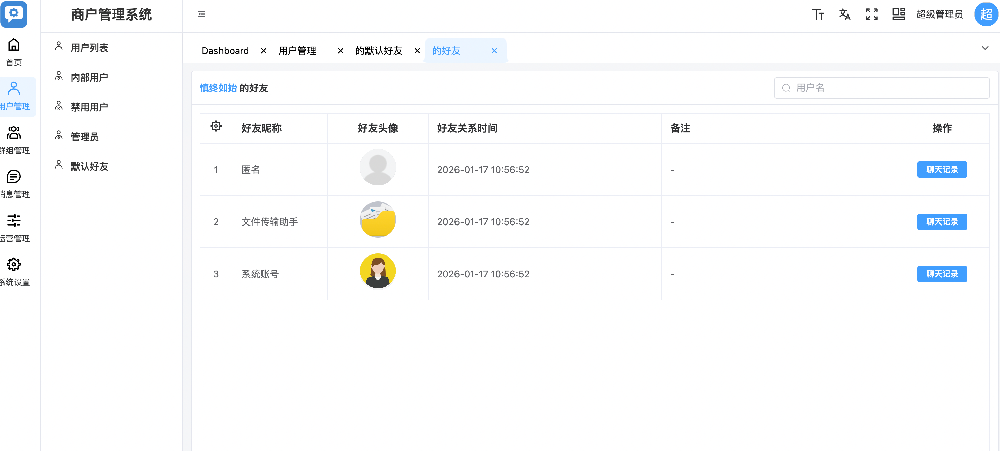 商户管理系统
超级管理员
超
首页
用户管理
群组管理
消息管理
运营管理
系统设置
用户列表
内部用户
禁用用户
管理员
默认好友
Dashboard
用户管理
的默认好友
的好友
慎终如始 的好友
用户名
好友昵称 好友头像 好友关系时间 备注 操作
1 匿名 2026-01-17 10:56:52 - 聊天记录
2 文件传输助手 2026-01-17 10:56:52 - 聊天记录
3 系统账号 2026-01-17 10:56:52 - 聊天记录